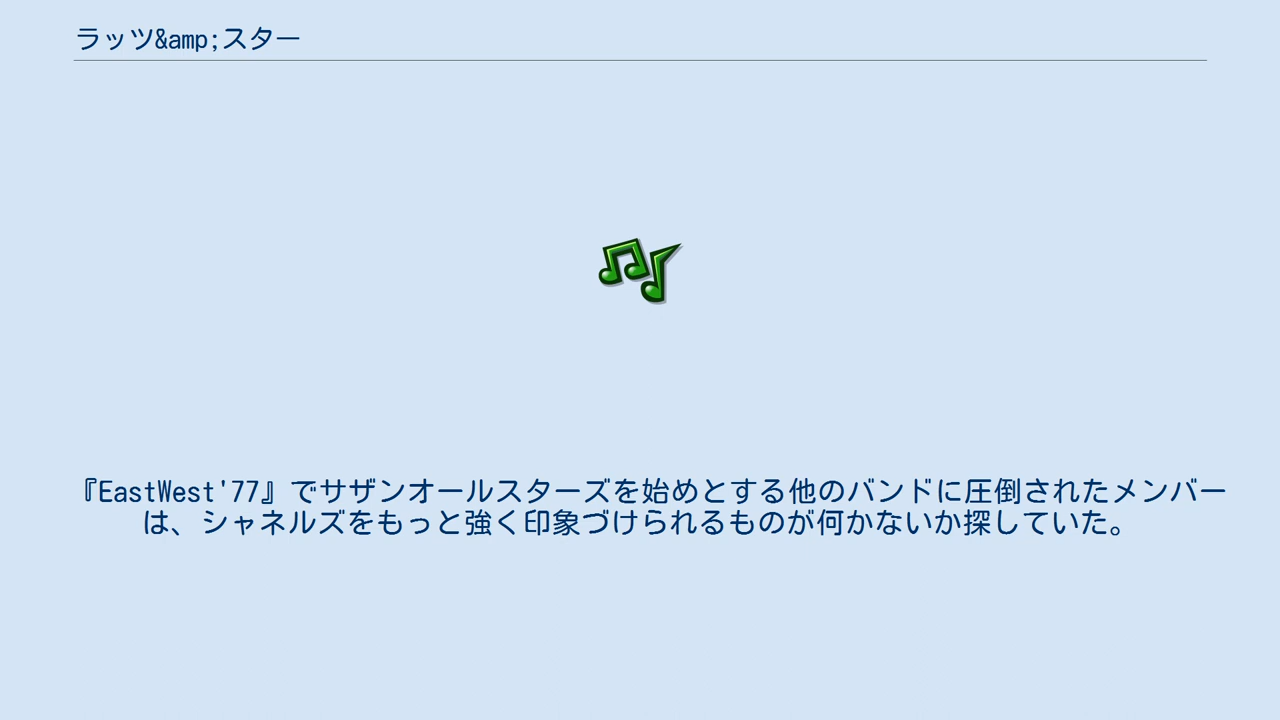 ラッツ&amp;スター
『EastWest'77』でサザンオールスターズを始めとする他のバンドに圧倒されたメンバー
は、シャネルズをもっと強く印象づけられるものが何かないか探していた。